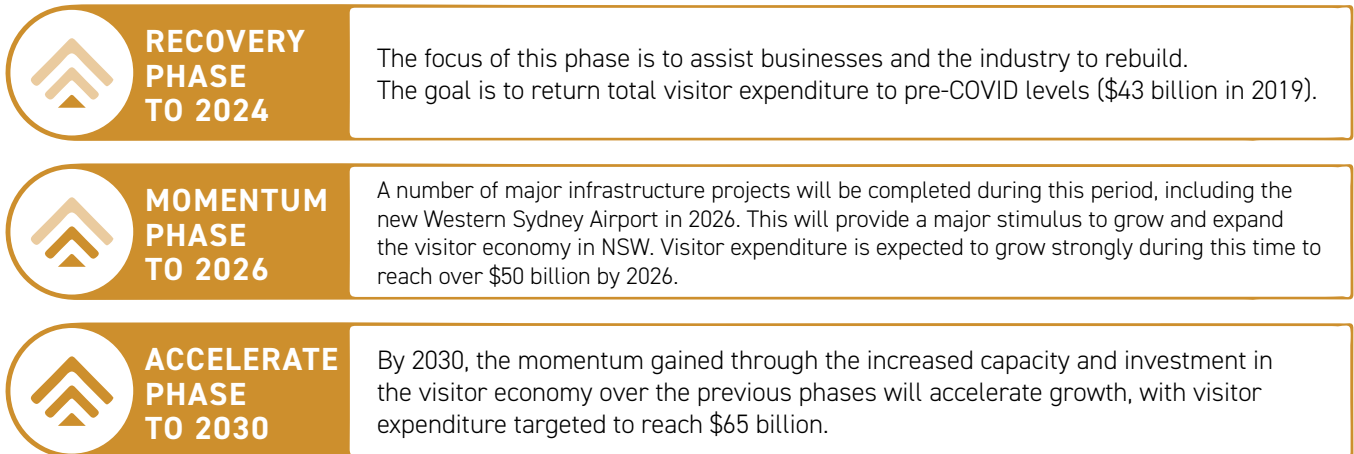 RECOVERY
PHASE
TO 2024
The focus of this phase is to assist businesses and the industry to rebuild.
The goal is to return total visitor expenditure to pre-COVID levels ($43 billion in 2019).
MOMENTUM
PHASE
TO 2026
A number of major infrastructure projects will be completed during this period, including the
new Western Sydney Airport in 2026. This will provide a major stimulus to grow and expand
the visitor economy in NSW. Visitor expenditure is expected to grow strongly during this time to
reach over $50 billion by 2026.
ACCELERATE
PHASE
TO 2030
By 2030, the momentum gained through the increased capacity and investment in
the visitor economy over the previous phases will accelerate growth, with visitor
expenditure targeted to reach $65 billion.